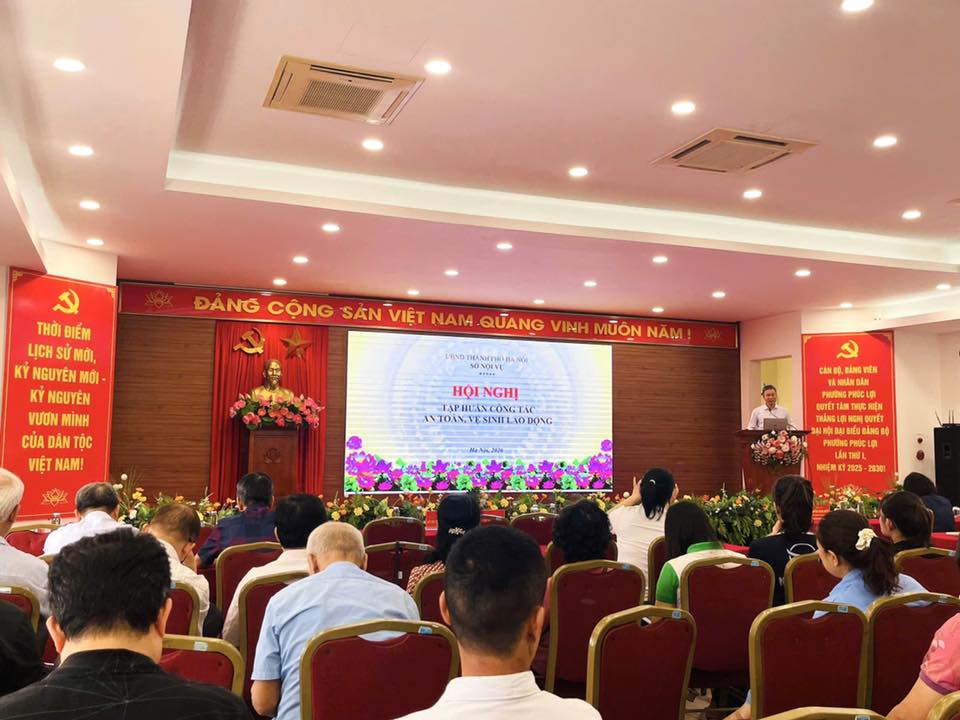 ĐẢNG CỘNG SẢN VIỆT NAM QUANG VINH MUÔN NĂM !
THỜI ĐIỂM
LỊCH SỬ MỚI,
KỶ NGUYÊN MỚI -
KỶ NGUYÊN
VƯƠN MÌNH
CỦA DÂN TỘC
VIỆT NAM!
UBND THÀNH PHỐ HÀ NỘI
SỞ NỘI VỤ
*****
HỘI NGHỊ
TẬP HUẤN CÔNG TÁC
AN TOÀN, VỆ SINH LAO ĐỘNG
Hà Nội, 2026
CÁN BỘ, ĐẢNG VIÊN
VÀ NHÂN DÂN
PHƯỜNG PHÚC LỢI
QUYẾT TÂM THỰC HIỆN
THẮNG LỢI NGHỊ QUYẾT
ĐẠI HỘI ĐẠI BIỂU ĐẢNG BỘ
PHƯỜNG PHÚC LỢI
LẦN THỨ I,
NHIỆM KỲ 2025 - 2030!